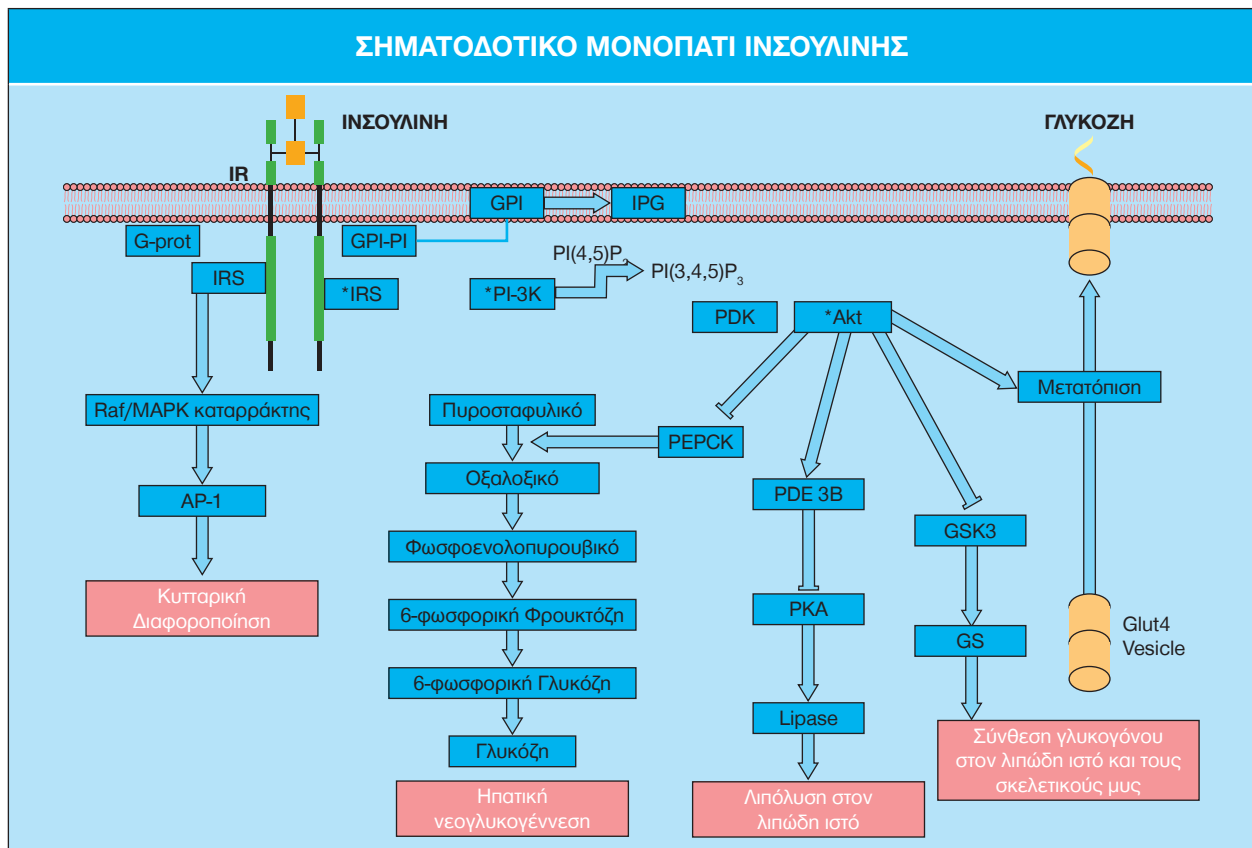 ΣΗΜΑΤΟΔΟΤΙΚΟ ΜΟΝΟΠΑΤΙ ΙΝΣΟΥΛΙΝΗΣ
ΙΝΣΟΥΛΙΝΗ
ΓΛΥΚΟΖΗ
IR
GPI
IPG
G-prot
GPI-PI
IRS
*IRS
*PI-3K
PI(4,5)P₂
PI(3,4,5)P₃
PDK
*Akt
Μετατόπιση
Raf/MAPK καταρράκτης
Πυροσταφυλικό
PEPCK
Οξαλοξικό
AP-1
PDE 3B
GSK3
Φωσφοενολοπυρουβικό
Κυτταρική
Διαφοροποίηση
6-φωσφορική Φρουκτόζη
PKA
GS
Glut4
Vesicle
6-φωσφορική Γλυκόζη
Lipase
Γλυκόζη
Σύνθεση γλυκογόνου
στον λιπώδη ιστό και τους
σκελετικούς μυς
Ηπατική
νεογλυκογέννεση
Λιπόλυση στον
λιπώδη ιστό